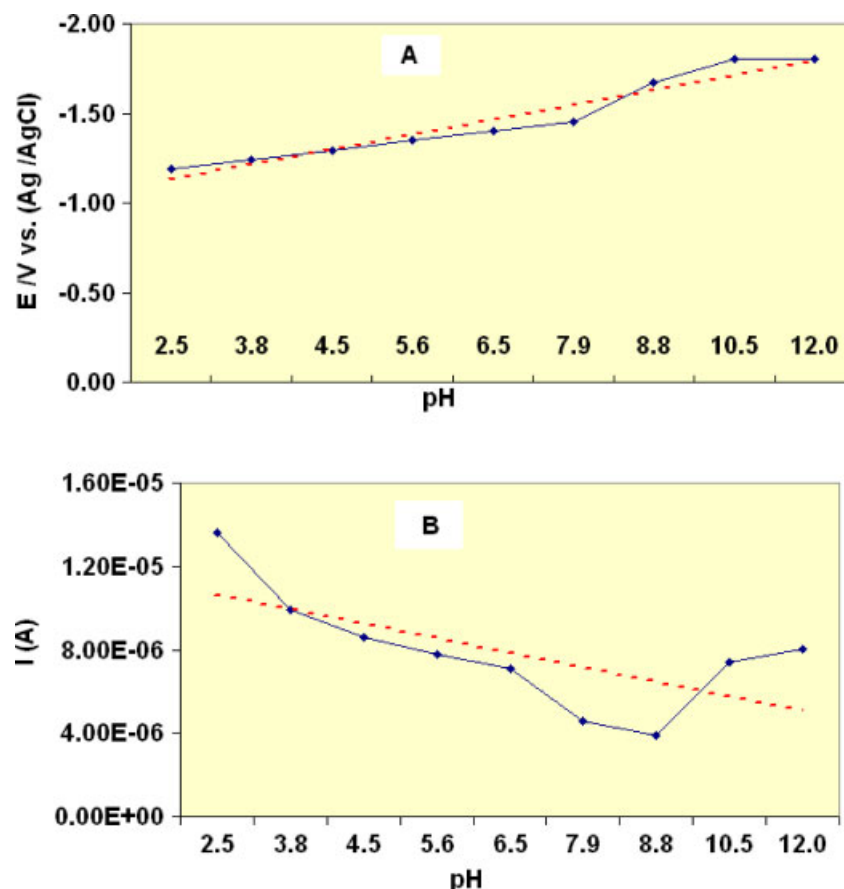 -2.00
A
-1.50
-1.00
-0.50
0.00
E /V vs. (Ag /AgCl)
2.5 3.8 4.5 5.6 6.5 7.9 8.8 10.5 12.0
pH
1.60E-05
B
1.20E-05
8.00E-06
4.00E-06
0.00E+00
I (A)
2.5 3.8 4.5 5.6 6.5 7.9 8.8 10.5 12.0
pH